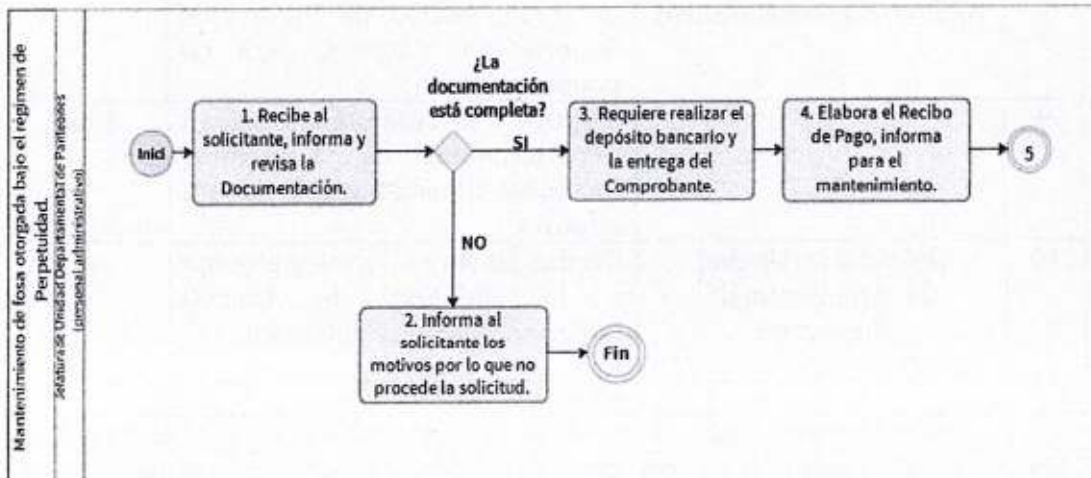 Mantenimiento de fosa otorgada bajo el regimen de
Perpetuidad.
Jefatura de Unidad Departamental de Panteones
(personal administrativo)
Inici
1. Recibe al
solicitante, informa y
revisa la
Documentación.
¿La
documentación
está completa?
SI
3. Requiere realizar el
depósito bancario y
la entrega del
Comprobante.
4. Elabora el Recibo
de Pago, informa
para el
mantenimiento.
5
NO
2. Informa al
solicitante los
motivos por lo que no
procede la solicitud.
Fin